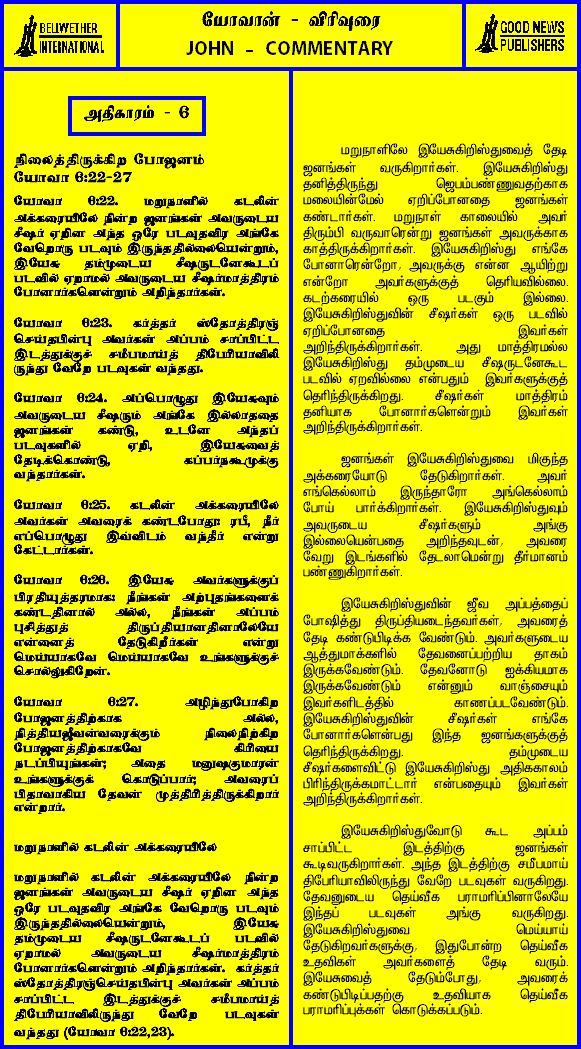 BELWETHER
INTERNATIONAL
யோவான் - விரிவுரை
JOHN - COMMENTARY
GOOD NEWS
PUBLISHERS
அதிகாரம் - 6
நிலைத்திருக்கிற போஜனம்
யோவா 6:22-27
யோவா 6:22. மறுநாளில் கடலின்
அக்கரையிலே நின்ற ஜனங்கள் அவருடைய
சீஷர் ஏறின அந்த ஒரே படவுதவிர அங்கே
வேறொரு படவும் இருந்ததில்லையென்றும்,
இயேசு தம்முடைய சீஷருடனேகூடப்
படவில் ஏறாமல் அவருடைய சீஷர்மாத்திரம்
போனார்களென்றும் அறிந்தார்கள்.
யோவா 6:23. கர்த்தர் ஸ்தோத்திரஞ்
செய்தபின்பு அவர்கள் அப்பம் சாப்பிட்ட
இடத்துக்குச் சமீபமாய்த் திபேரியாவிலி
ருந்து வேறே படவுகள் வந்தது.
யோவா 6:24. அப்பொழுது இயேசுவும்
அவருடைய சீஷரும் அங்கே இல்லாததை
ஜனங்கள் கண்டு, உடனே அந்தப்
படவுகளில் ஏறி, இயேசுவைத்
தேடிக்கொண்டு, கப்பர்நகூமுக்கு
வந்தார்கள்.
யோவா 6:25. கடலின் அக்கரையிலே
அவர்கள் அவரைக் கண்டபோது: ரபீ, நீர்
எப்பொழுது இவ்விடம் வந்தீர் என்று
கேட்டார்கள்.
யோவா 6:26. இயேசு அவர்களுக்குப்
பிரதியுத்தரமாக: நீங்கள் அற்புதங்களைக்
கண்டதினால் அல்ல, நீங்கள் அப்பம்
புசித்துத் திருப்தியானதினாலேயே
என்னைத் தேடுகிறீர்கள் என்று
மெய்யாகவே மெய்யாகவே உங்களுக்குச்
சொல்லுகிறேன்.
யோவா 6:27. அழிந்துபோகிற
போஜனத்திற்காக அல்ல,
நித்தியஜீவன்வரைக்கும் நிலைநிற்கிற
போஜனத்திற்காகவே கிரியை
நடப்பியுங்கள்; அதை மனுஷகுமாரன்
உங்களுக்குக் கொடுப்பார்; அவரைப்
பிதாவாகிய தேவன் முத்திரித்திருக்கிறார்
என்றார்.
மறுநாளில் கடலின் அக்கரையிலே
மறுநாளில் கடலின் அக்கரையிலே நின்ற
ஜனங்கள் அவருடைய சீஷர் ஏறின அந்த
ஒரே படவுதவிர அங்கே வேறொரு படவும்
இருந்ததில்லையென்றும், இயேசு
தம்முடைய சீஷருடனேகூடப் படவில்
ஏறாமல் அவருடைய சீஷர்மாத்திரம்
போனார்களென்றும் அறிந்தார்கள். கர்த்தர்
ஸ்தோத்திரஞ்செய்தபின்பு அவர்கள் அப்பம்
சாப்பிட்ட இடத்துக்குச் சமீபமாய்த்
திபேரியாவிலிருந்து வேறே படவுகள்
வந்தது (யோவா 6:22,23).
மறுநாளிலே இயேசுகிறிஸ்துவைத் தேடி
ஜனங்கள் வருகிறார்கள். இயேசுகிறிஸ்து
தனித்திருந்து ஜெபம்பண்ணுவதற்காக
மலையின்மேல் ஏறிப்போனதை ஜனங்கள்
கண்டார்கள். மறுநாள் காலையில் அவர்
திரும்பி வருவாரென்று ஜனங்கள் அவருக்காக
காத்திருக்கிறார்கள். இயேசுகிறிஸ்து எங்கே
போனாரென்றோ, அவருக்கு என்ன ஆயிற்று
என்றோ அவர்களுக்குத் தெரியவில்லை.
கடற்கரையில் ஒரு படகும் இல்லை.
இயேசுகிறிஸ்துவின் சீஷர்கள் ஒரு படவில்
ஏறிப்போனதை இவர்கள்
அறிந்திருக்கிறார்கள். அது மாத்திரமல்ல
இயேசுகிறிஸ்து தம்முடைய சீஷருடனேகூட
படவில் ஏறவில்லை என்பதும் இவர்களுக்குத்
தெரிந்திருக்கிறது. சீஷர்கள் மாத்திரம்
தனியாக போனார்களென்றும் இவர்கள்
அறிந்திருக்கிறார்கள்.
ஜனங்கள் இயேசுகிறிஸ்துவை மிகுந்த
அக்கரையோடு தேடுகிறார்கள். அவர்
எங்கெல்லாம் இருந்தாரோ அங்கெல்லாம்
போய் பார்க்கிறார்கள். இயேசுகிறிஸ்துவும்
அவருடைய சீஷர்களும் அங்கு
இல்லையென்பதை அறிந்தவுடன், அவரை
வேறு இடங்களில் தேடலாமென்று தீர்மானம்
பண்ணுகிறார்கள்.
இயேசுகிறிஸ்துவின் ஜீவ அப்பத்தைப்
போஷித்து திருப்தியடைந்தவர்கள், அவரைத்
தேடி கண்டுபிடிக்க வேண்டும். அவர்களுடைய
ஆத்துமாக்களில் தேவனைப்பற்றிய தாகம்
இருக்கவேண்டும். தேவனோடு ஐக்கியமாக
இருக்கவேண்டும் என்னும் வாஞ்சையும்
இவர்களிடத்தில் காணப்படவேண்டும்.
இயேசுகிறிஸ்துவின் சீஷர்கள் எங்கே
போனார்களென்பது இந்த ஜனங்களுக்குத்
தெரிந்திருக்கிறது. தம்முடைய
சீஷர்களைவிட்டு இயேசுகிறிஸ்து அதிககாலம்
பிரிந்திருக்கமாட்டார் என்பதையும் இவர்கள்
அறிந்திருக்கிறார்கள்.
இயேசுகிறிஸ்துவோடு கூட அப்பம்
சாப்பிட்ட இடத்திற்கு ஜனங்கள்
கூடிவருகிறார்கள். அந்த இடத்திற்கு சமீபமாய்
திபேரியாவிலிருந்து வேறே படவுகள் வருகிறது.
தேவனுடைய தெய்வீக பராமரிப்பினாலேயே
இந்தப் படவுகள் அங்கு வருகிறது.
இயேசுகிறிஸ்துவை மெய்யாய்
தேடுகிறவர்களுக்கு, இதுபோன்ற தெய்வீக
உதவிகள் அவர்களைத் தேடி வரும்.
இயேசுவைத் தேடும்போது, அவரைக்
கண்டுபிடிப்பதற்கு உதவியாக தெய்வீக
பராமரிப்புக்கள் கொடுக்கப்படும்.